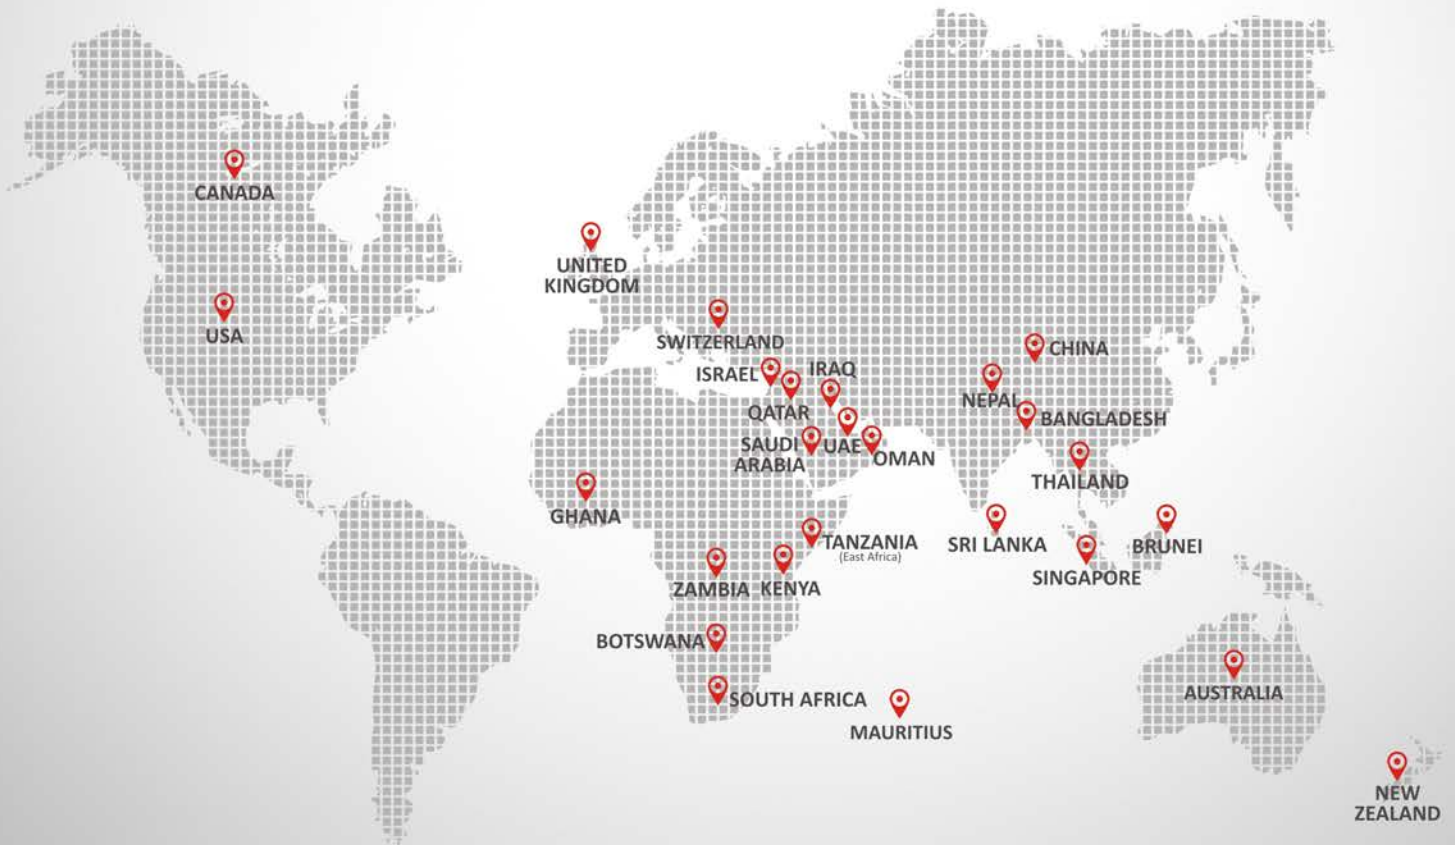 CANADA
UNITED
KINGDOM
USA
SWITZERLAND
CHINA
ISRAEL
IRAQ
NEPAL
QATAR
BANGLADESH
SAUDI
ARABIA
UAE
OMAN
THAILAND
GHANA
TANZANIA
(East Africa)
SRI LANKA
BRUNEI
SINGAPORE
ZAMBIA
KENYA
BOTSWANA
SOUTH AFRICA
AUSTRALIA
MAURITIUS
NEW
ZEALAND